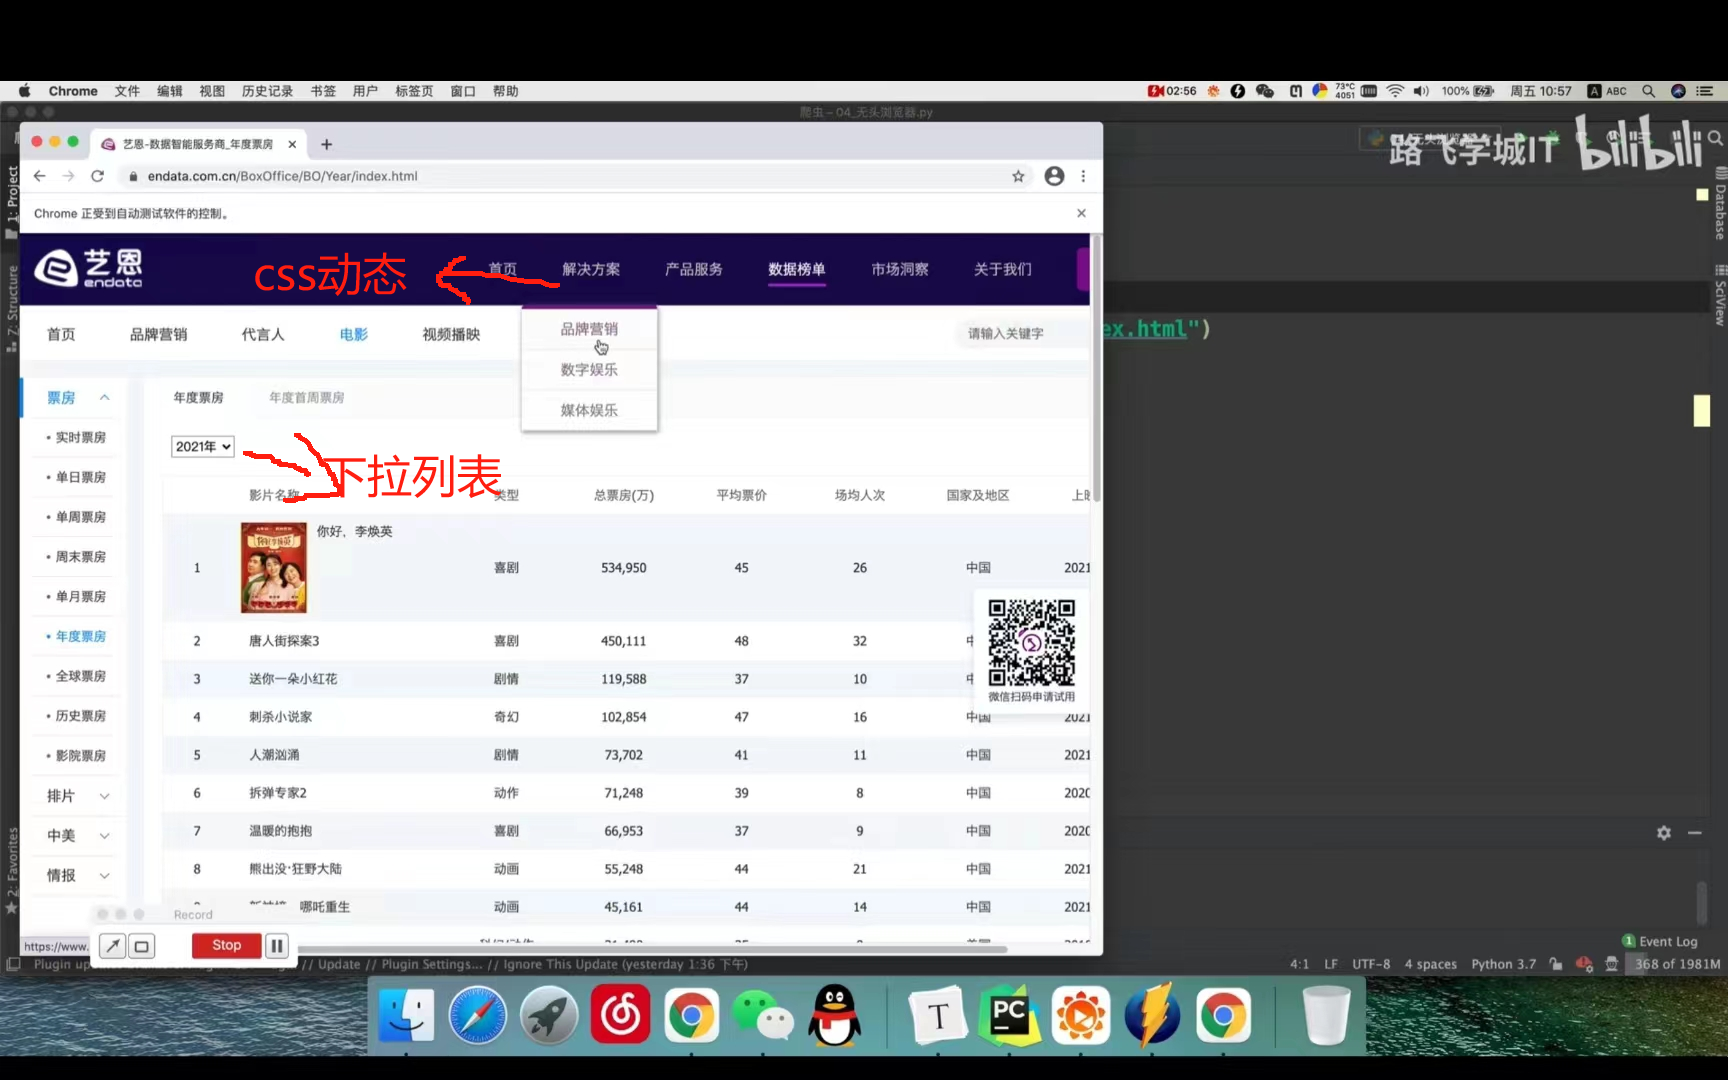 Chrome 文件 编辑 视图 历史记录 书签 用户 标签页 窗口 帮助
02:56 73°C 4051 100% 周五 10:57 A ABC
爬虫 – 04_无头浏览器.py
艺恩-数据智能服务商_年度票房
路飞学城IT bilibili
endata.com.cn/BoxOffice/BO/Year/index.html
Chrome 正受到自动测试软件的控制。
1: Project
7: Structure
2: Favorites
Database
SciView
艺恩
endata
css动态
首页 解决方案 产品服务 数据榜单 市场洞察 关于我们
首页 品牌营销 代言人 电影 视频播映
请输入关键字
品牌营销
数字娱乐
媒体娱乐
ex.html")
票房
实时票房
单日票房
单周票房
周末票房
单月票房
年度票房
全球票房
历史票房
影院票房
排片
中美
情报
年度票房 年度首周票房
2021年
下拉列表
影片名称 类型 总票房(万) 平均票价 场均人次 国家及地区 上
1 你好，李焕英 喜剧 534,950 45 26 中国 2021
2 唐人街探案3 喜剧 450,111 48 32
3 送你一朵小红花 剧情 119,588 37 10
4 刺杀小说家 奇幻 102,854 47 16 中国 2021
5 人潮汹涌 剧情 73,702 41 11 中国 2021
6 拆弹专家2 动作 71,248 39 8 中国 2020
7 温暖的抱抱 喜剧 66,953 37 9 中国 2020
8 熊出没·狂野大陆 动画 55,248 44 21 中国 2021
哪吒重生 动画 45,161 44 14 中国 2021
微信扫码申请试用
Record
Stop
https://www.
Plugin up // Update // Plugin Settings... // Ignore This Update (yesterday 1:36 下午)
1 Event Log
4:1 LF UTF-8 4 spaces Python 3.7 368 of 1981M
T
PC